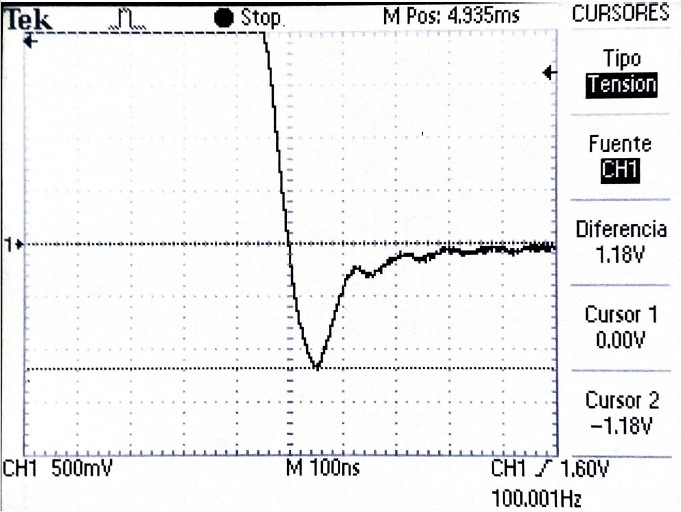 Tek Stop M Pos: 4.935ms CURSORES
Tipo
Tension
Fuente
CH1
1
Diferencia
1.18V
Cursor 1
0.00V
Cursor 2
-1.18V
CH1 500mV M 100ns CH1 1.60V
100.001Hz